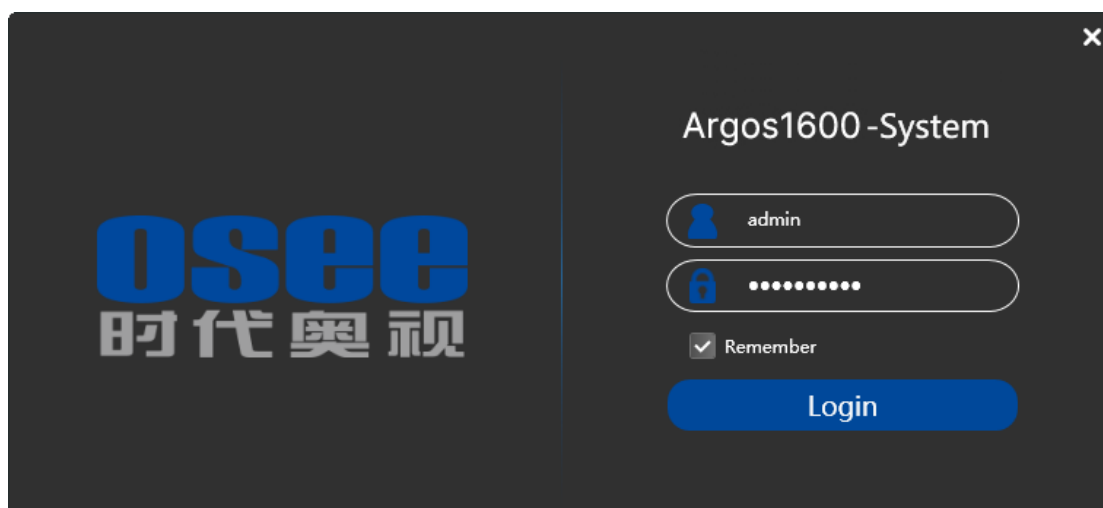 Argos1600-System
osee
时代奥视
admin
••••••••••
Remember
Login